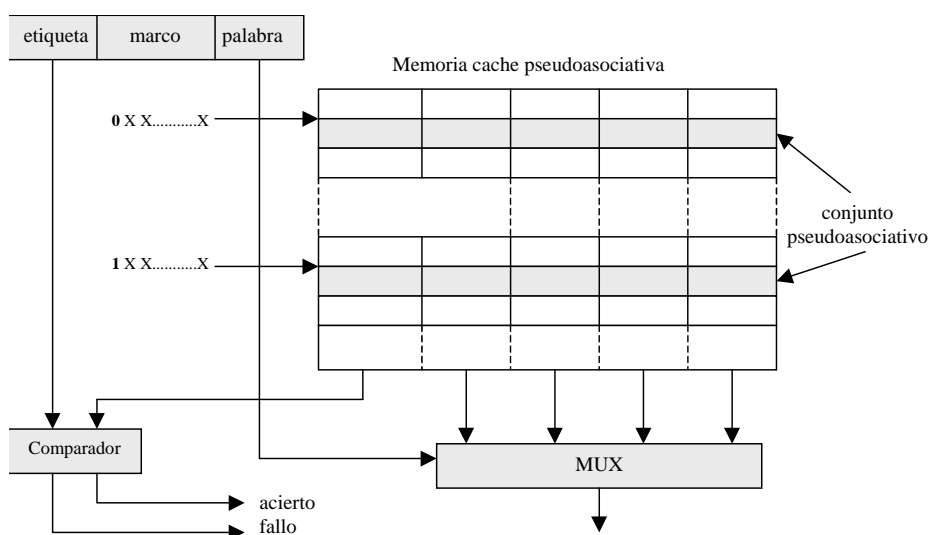 etiqueta marco palabra
Memoria cache pseudoasociativa
0 X X...........X
conjunto
pseudoasociativo
1 X X...........X
Comparador
MUX
acierto
fallo